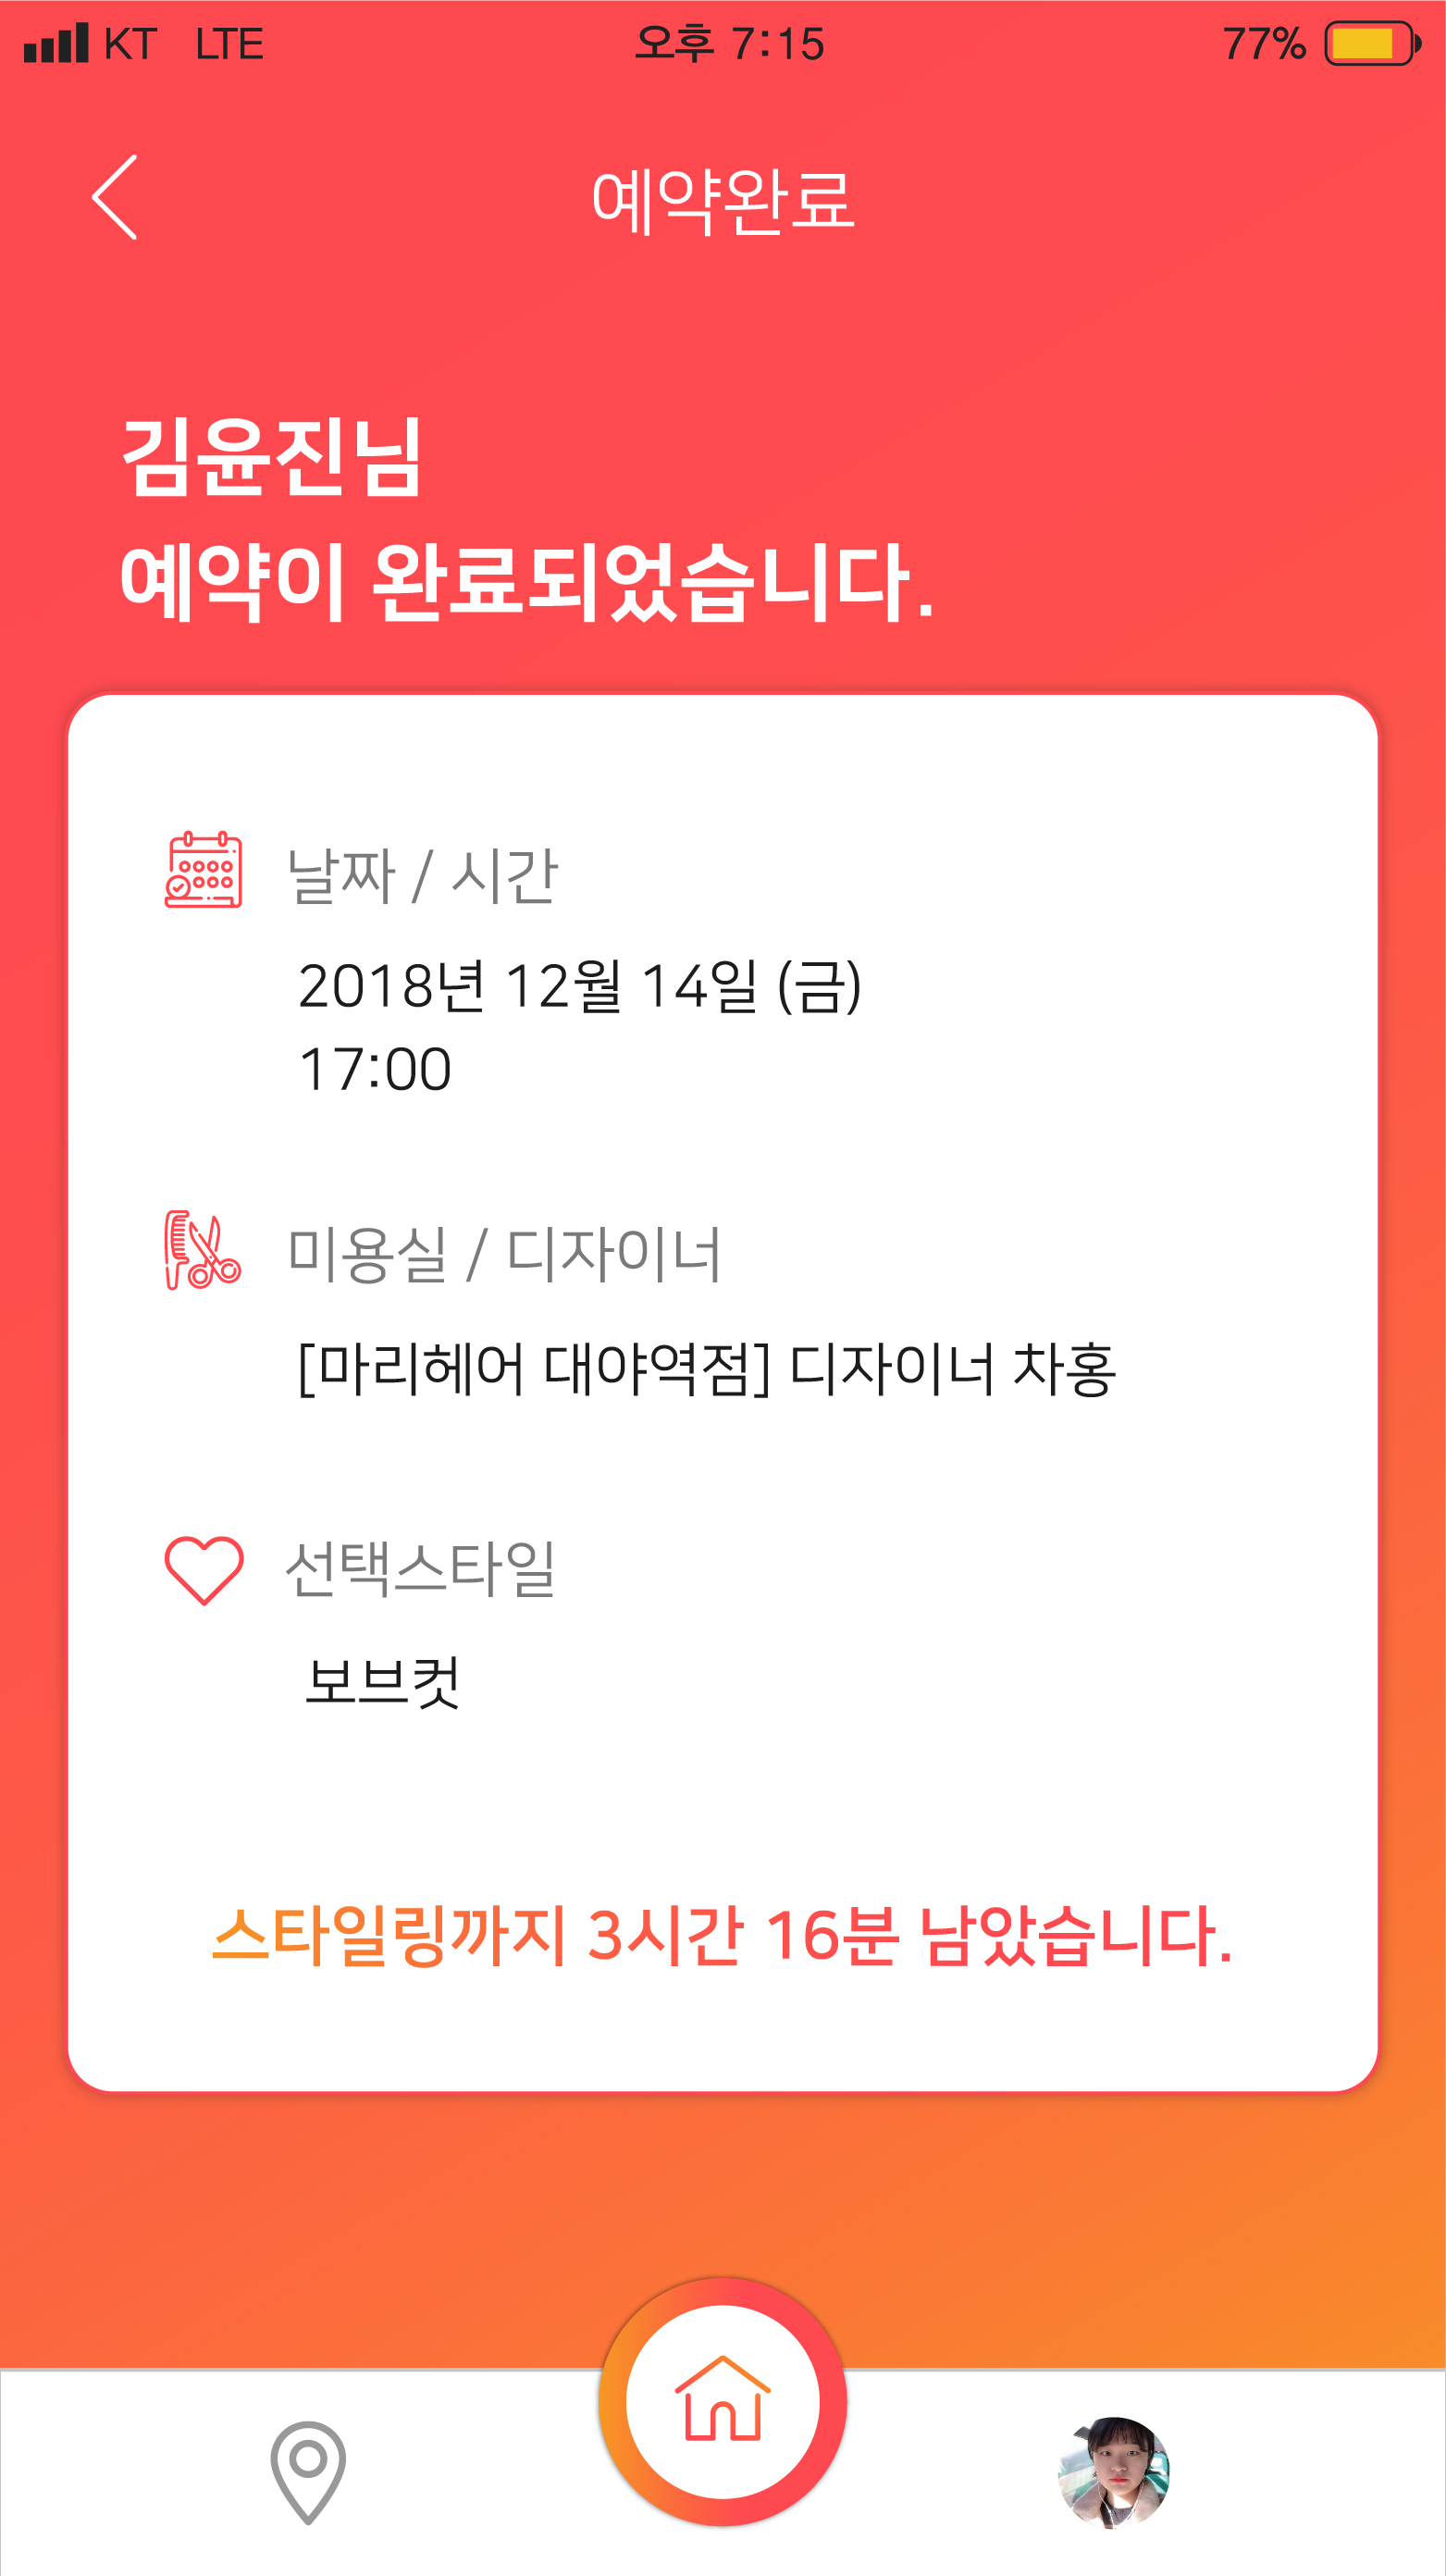 KT LTE 오후 7:15 77%
예약완료
김윤진님
예약이 완료되었습니다.
날짜 / 시간
2018년 12월 14일 (금)
17:00
미용실 / 디자이너
[마리헤어 대야역점] 디자이너 차홍
선택스타일
보브컷
스타일링까지 3시간 16분 남았습니다.